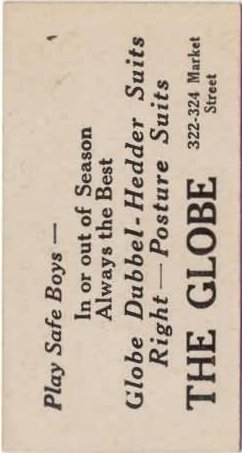 Play Safe Boys —
In or out of Season
Always the Best
Globe Dubbel-Hedder Suits
Right — Posture Suits
THE GLOBE 322-324 Market
Street